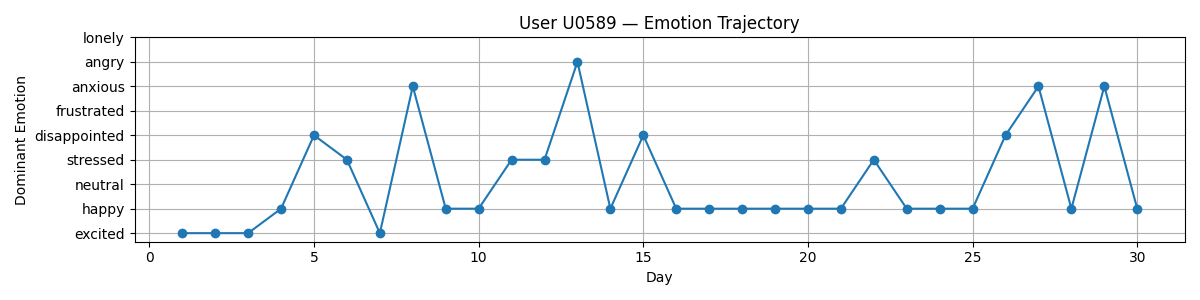 User U0589 — Emotion Trajectory
lonely
angry
anxious
frustrated
disappointed
stressed
neutral
happy
excited
Dominant Emotion
0 5 10 15 20 25 30
Day